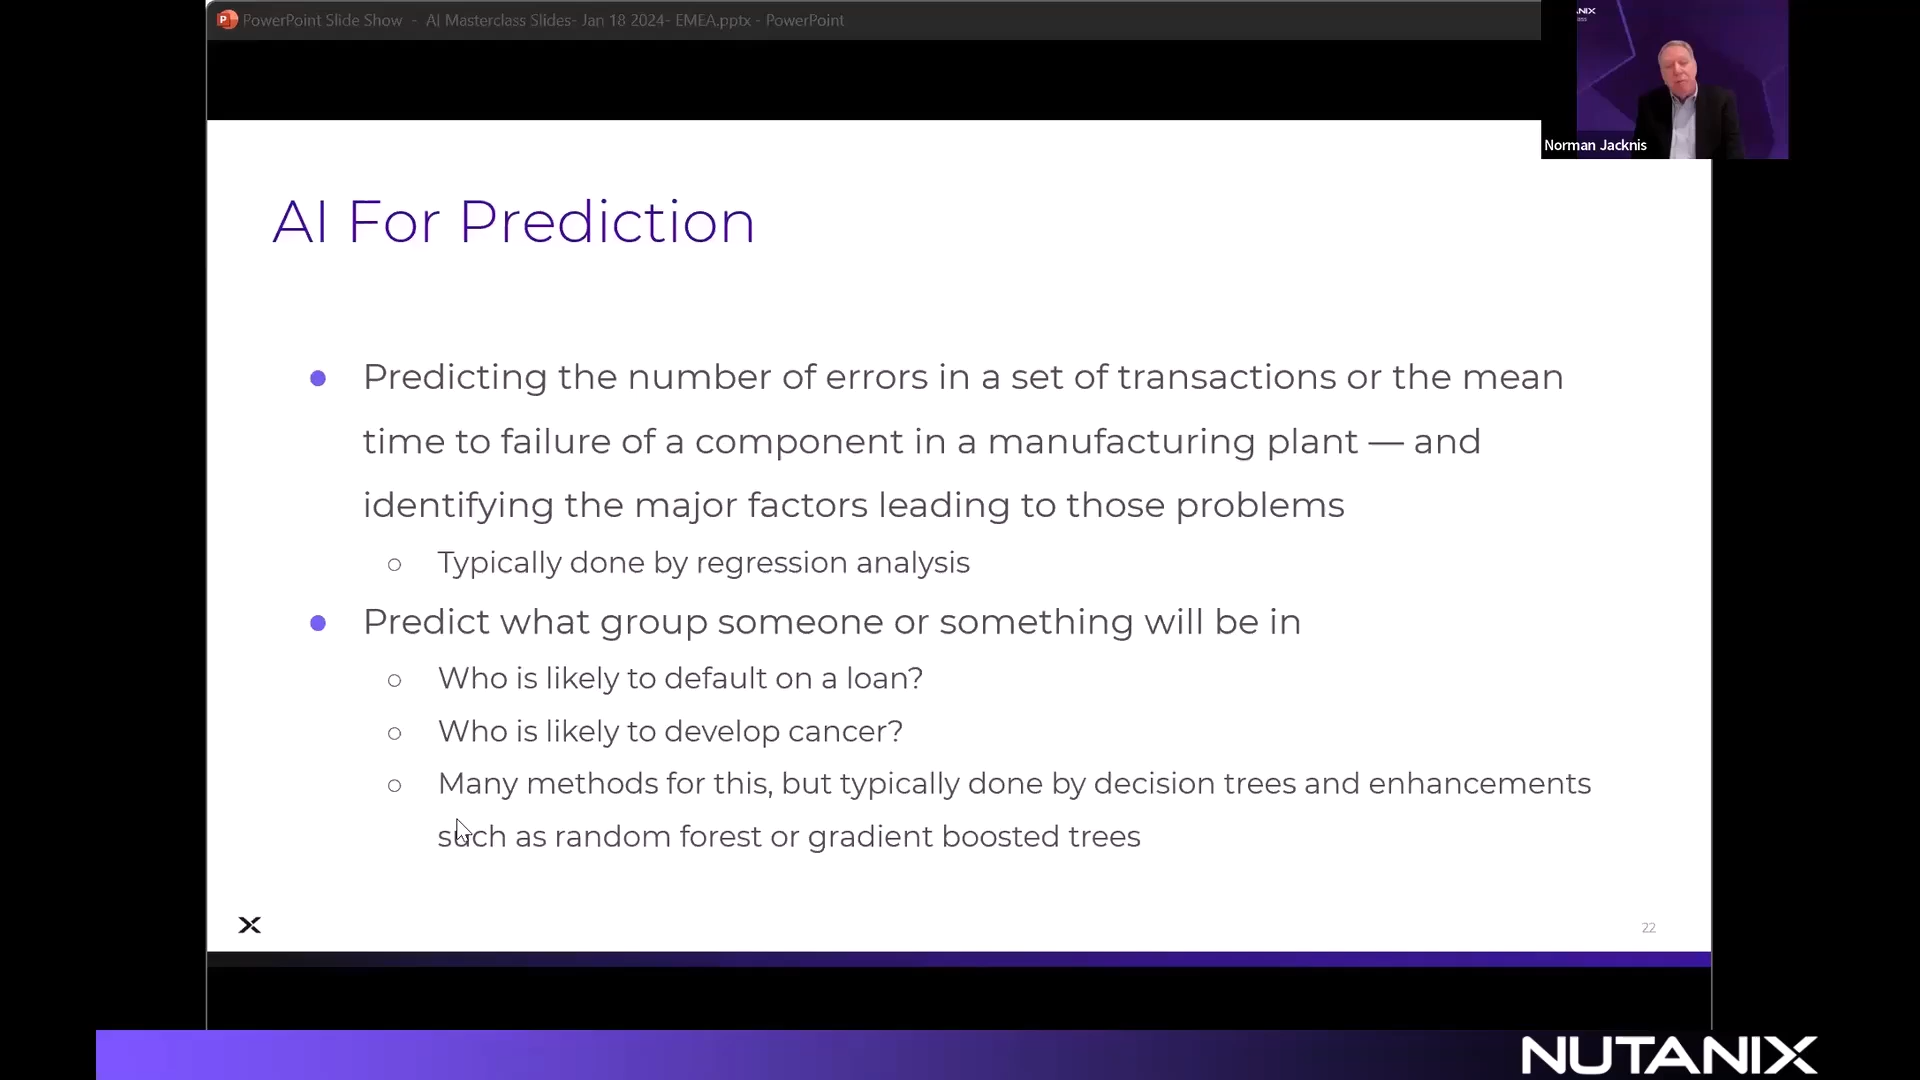 PowerPoint Slide Show - AI Masterclass Slides- Jan 18 2024- EMEA.pptx - PowerPoint
Norman Jacknis
AI For Prediction
Predicting the number of errors in a set of transactions or the mean
time to failure of a component in a manufacturing plant — and
identifying the major factors leading to those problems
Typically done by regression analysis
Predict what group someone or something will be in
Who is likely to default on a loan?
Who is likely to develop cancer?
Many methods for this, but typically done by decision trees and enhancements
such as random forest or gradient boosted trees
22
NUTANIX